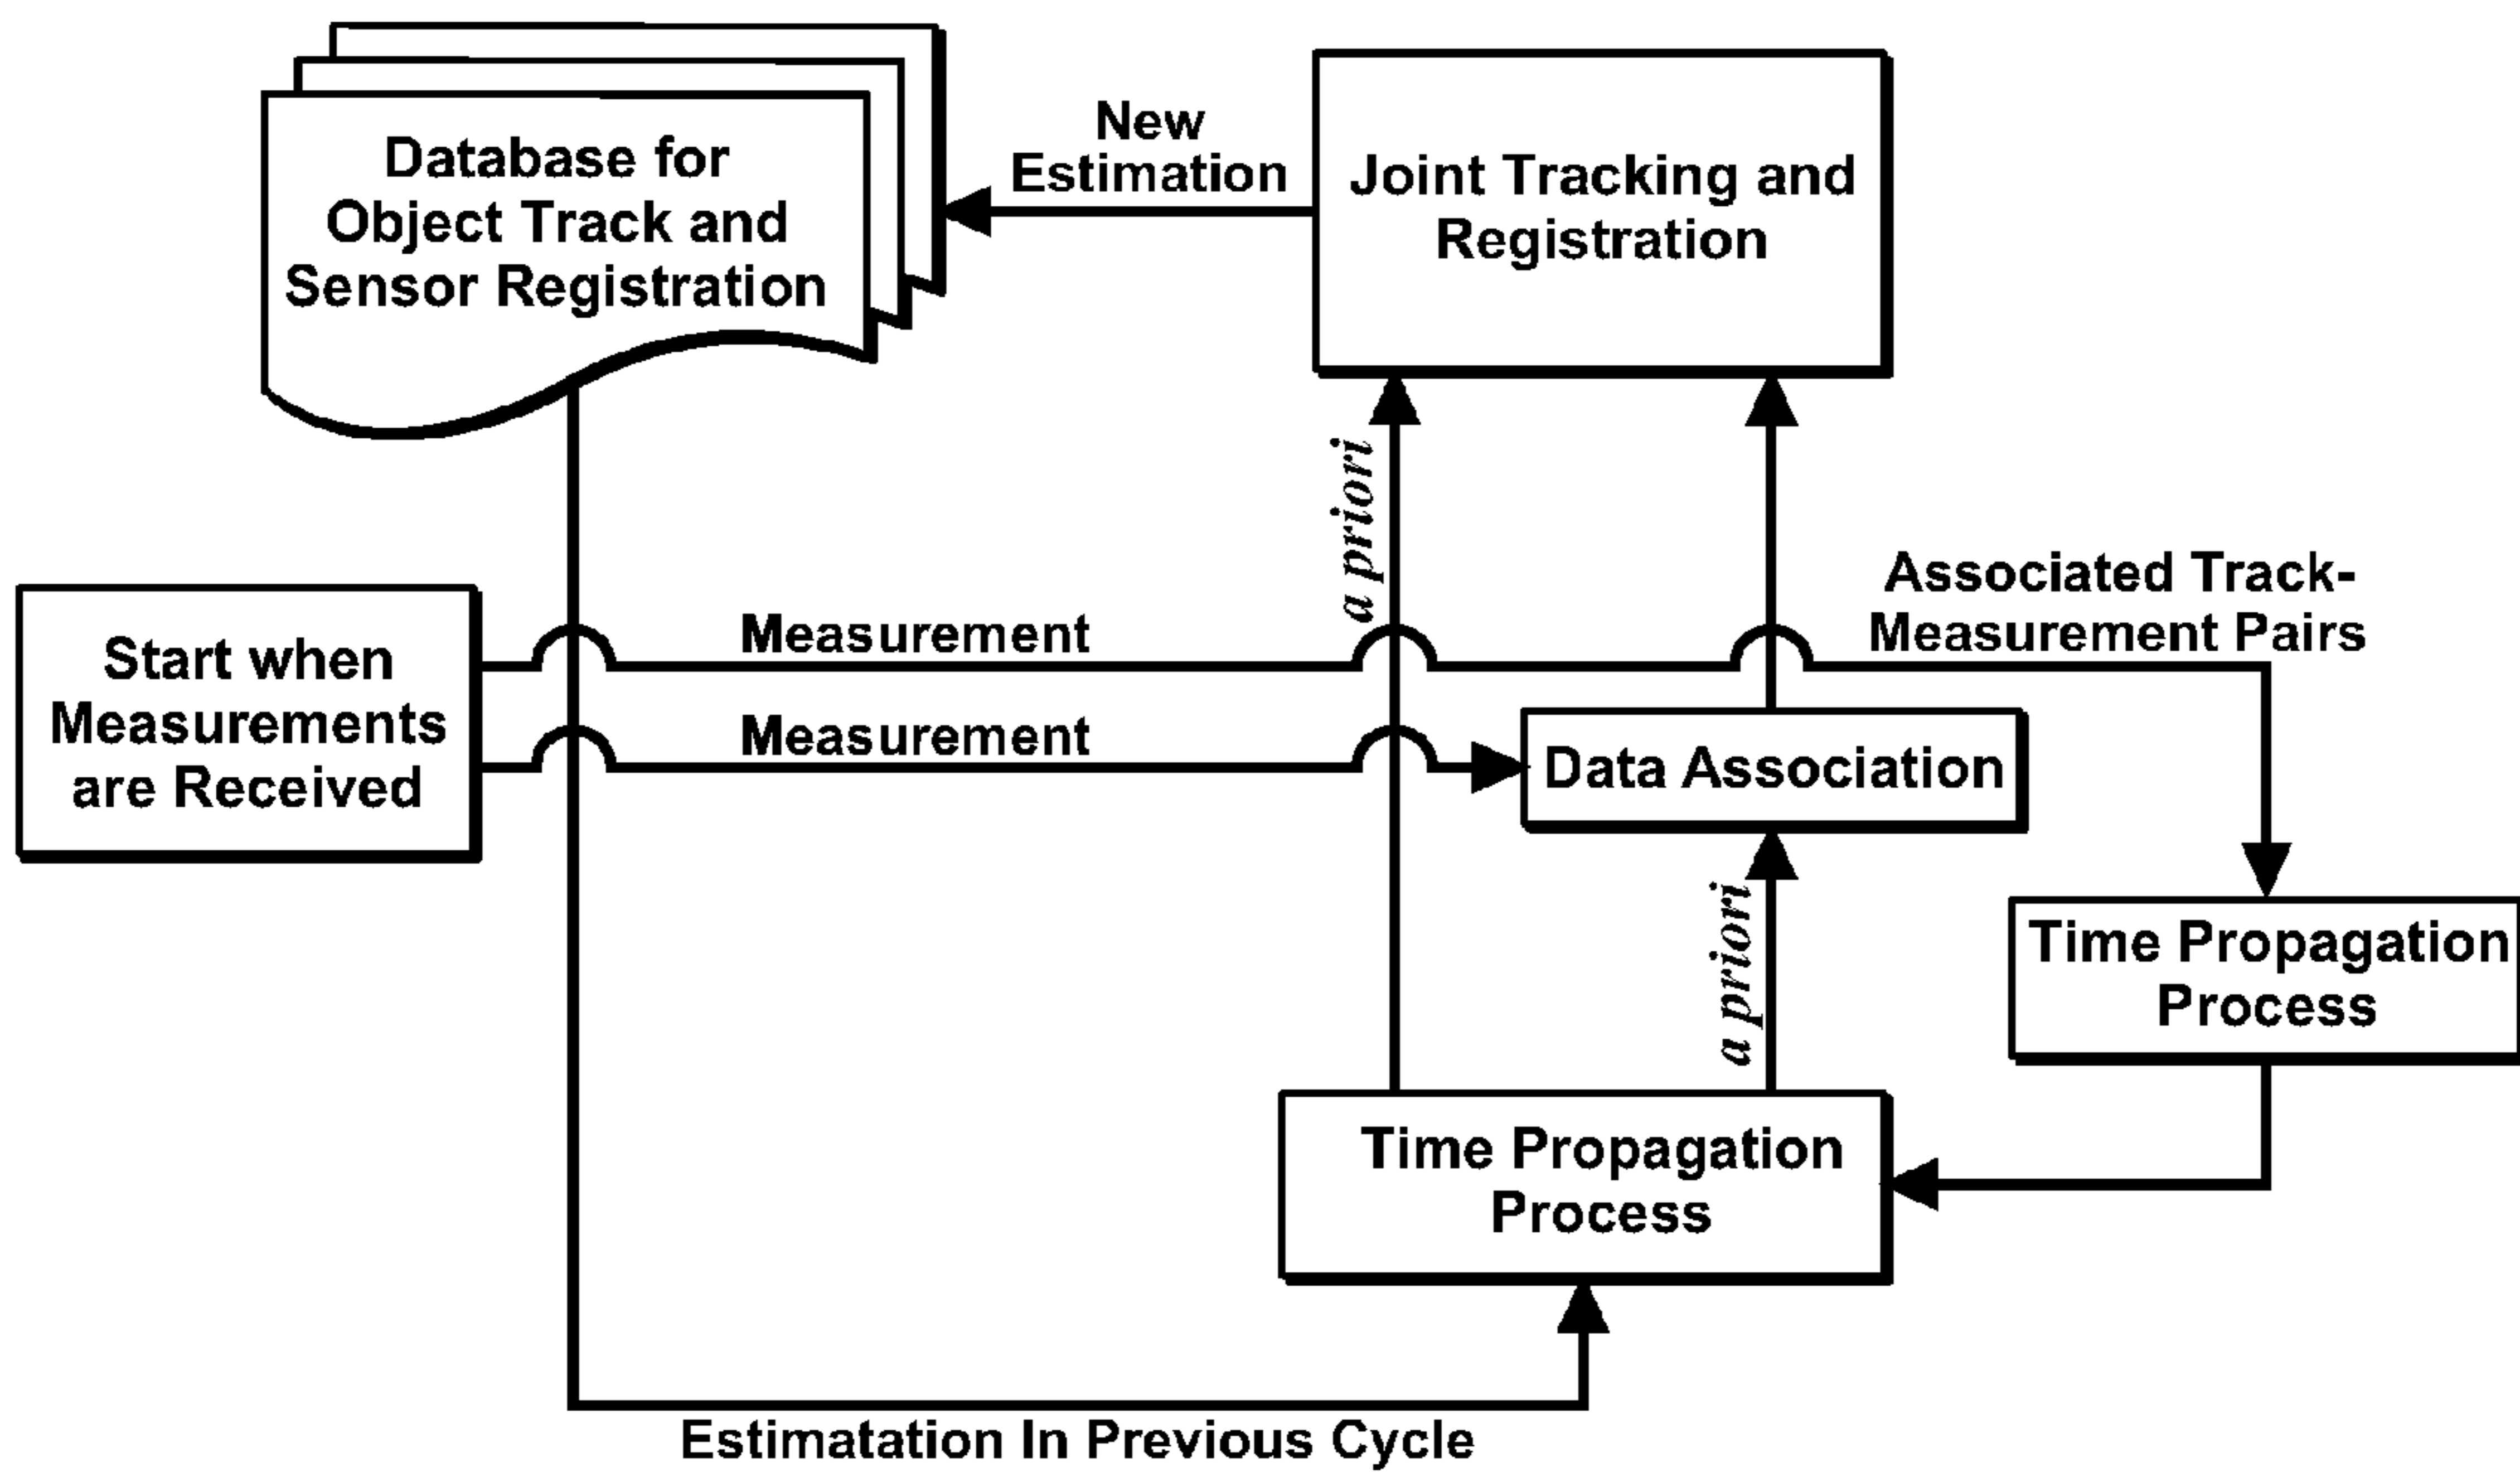 Database for
Object Track and
Sensor Registration
New
Estimation
Joint Tracking and
Registration
a priori
Associated Track-
Measurement Pairs
Start when
Measurements
are Received
Measurement
Measurement
Data Association
a priori
Time Propagation
Process
Time Propagation
Process
Estimatation In Previous Cycle